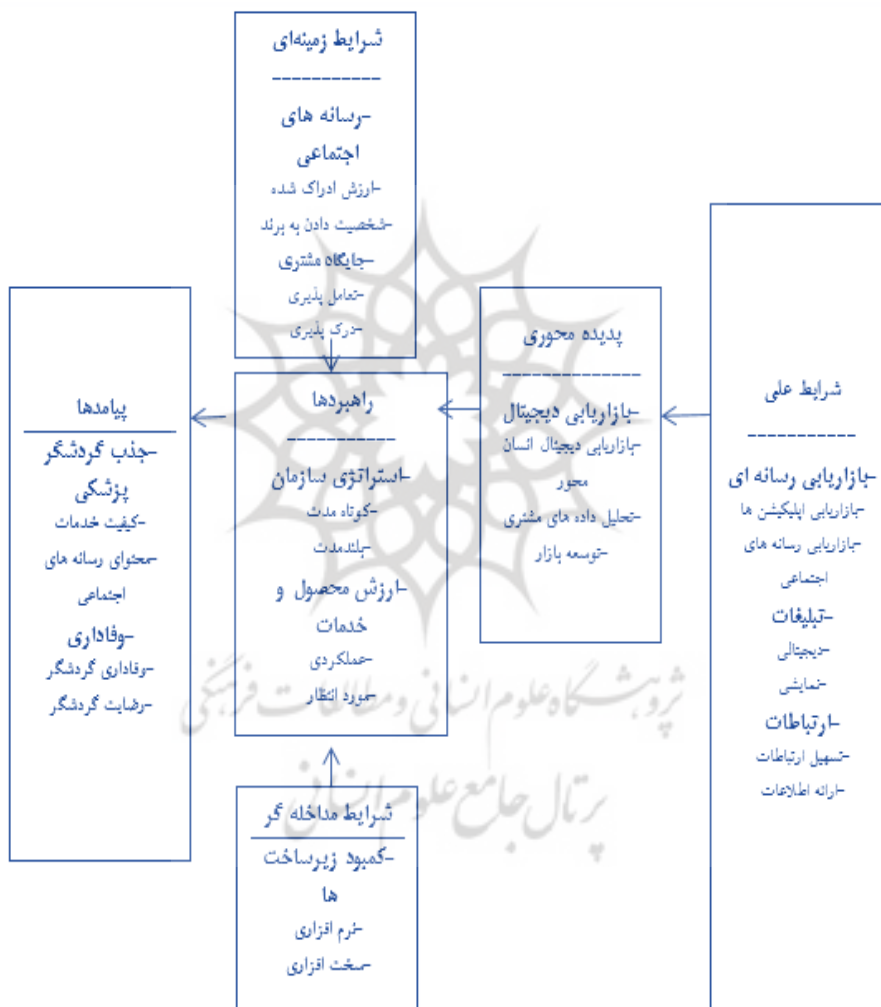 شرایط زمینه‌ای
-----------
-رسانه های
اجتماعی
-ارزش ادراک شده
-شخصیت دادن به برند
-جایگاه مشتری
-تعامل پذیری
-درک پذیری
شرایط علی
-----------
-بازاریابی رسانه ای
-بازاریابی اپلیکیشن ها
-بازاریابی رسانه های
اجتماعی
-تبلیغات
-دیجیتالی
-نمایشی
-ارتباطات
-تسهیل ارتباطات
-ارائه اطلاعات
پدیده محوری
--------------
-بازاریابی دیجیتال
-بازاریابی دیجیتال انسان
محور
-تحلیل داده های مشتری
-توسعه بازار
راهبردها
-----------
-استراتژی سازمان
-کوتاه مدت
-بلندمدت
-ارزش محصول و
خدمات
-عملکردی
-مورد انتظار
پیامدها
-جذب گردشگر
پزشکی
-کیفیت خدمات
-محتوای رسانه های
اجتماعی
-وفاداری
-وفاداری گردشگر
-رضایت گردشگر
شرایط مداخله گر
-کمبود زیرساخت
ها
-نرم افزاری
-سخت افزاری
پژوهشگاه علوم انسانی و مطالعات فرهنگی
پرتال جامع علوم انسانی